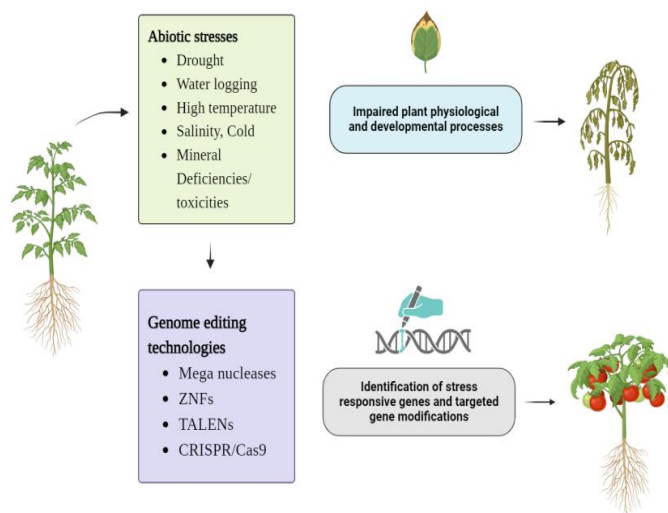 Abiotic stresses
• Drought
• Water logging
• High temperature
• Salinity, Cold
• Mineral
Deficiencies/
toxicities
Impaired plant physiological
and developmental processes
Genome editing
technologies
• Mega nucleases
• ZNFs
• TALENs
• CRISPR/Cas9
Identification of stress
responsive genes and targeted
gene modifications